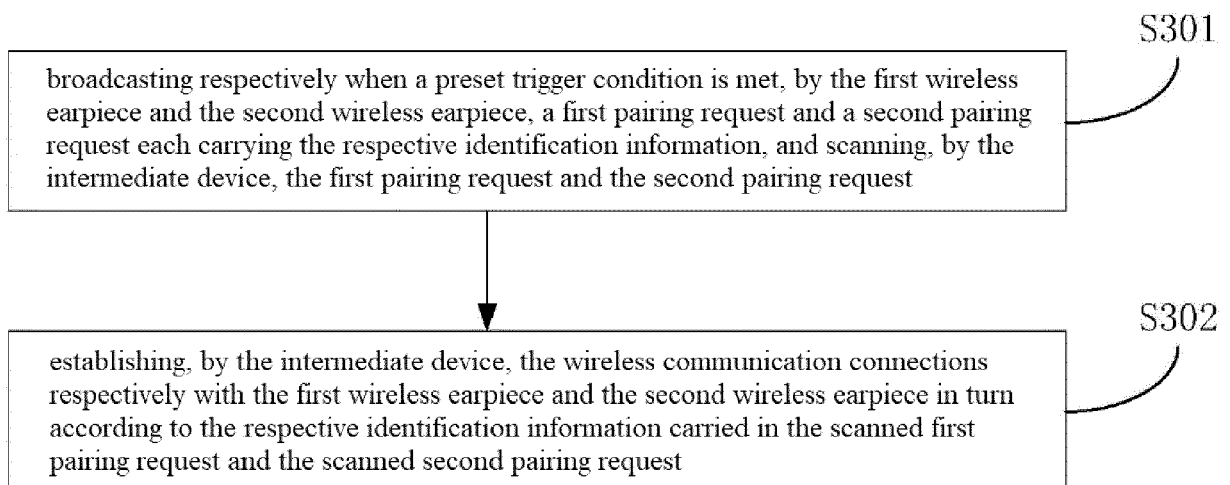 S301
broadcasting respectively when a preset trigger condition is met, by the first wireless
earpiece and the second wireless earpiece, a first pairing request and a second pairing
request each carrying the respective identification information, and scanning, by the
intermediate device, the first pairing request and the second pairing request
S302
establishing, by the intermediate device, the wireless communication connections
respectively with the first wireless earpiece and the second wireless earpiece in turn
according to the respective identification information carried in the scanned first
pairing request and the scanned second pairing request